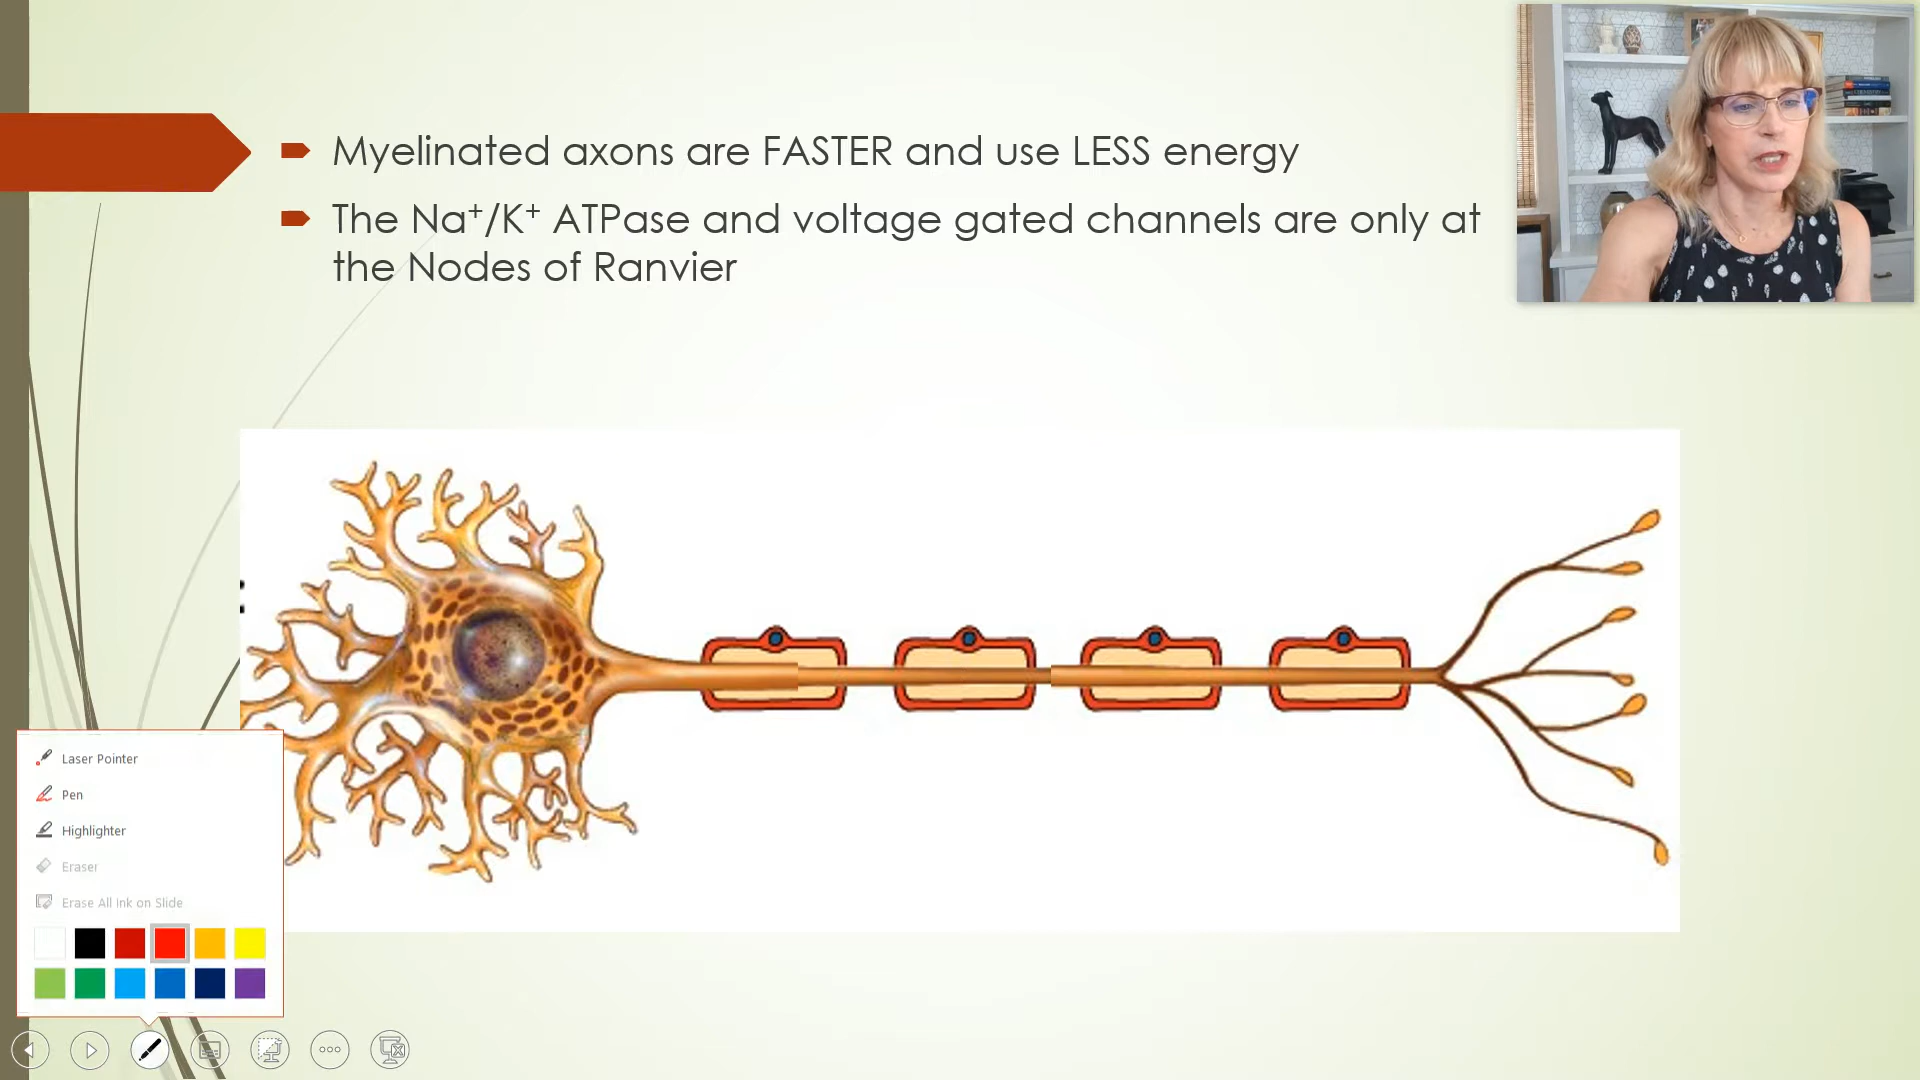 Myelinated axons are FASTER and use LESS energy
The Na⁺/K⁺ ATPase and voltage gated channels are only at
the Nodes of Ranvier
Laser Pointer
Pen
Highlighter
Eraser
Erase All Ink on Slide